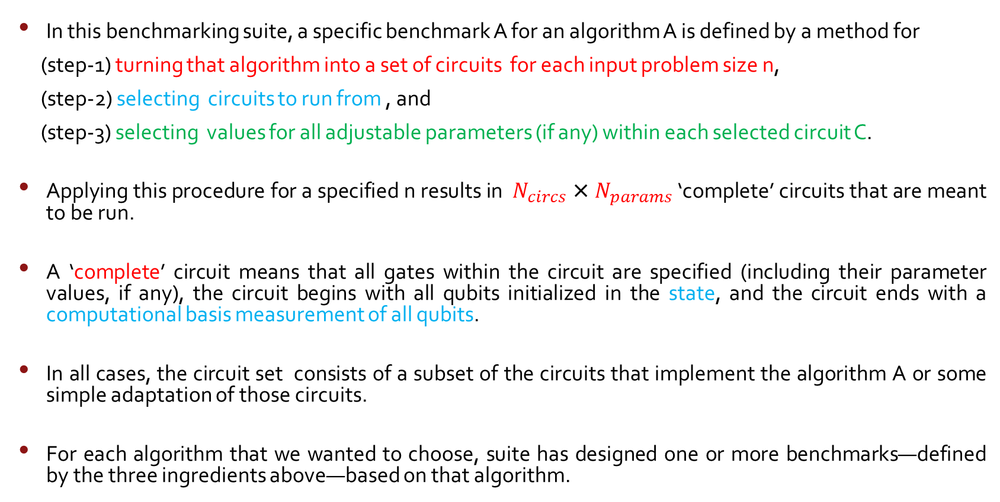 • In this benchmarking suite, a specific benchmark A for an algorithm A is defined by a method for
(step-1) turning that algorithm into a set of circuits for each input problem size n,
(step-2) selecting circuits to run from , and
(step-3) selecting values for all adjustable parameters (if any) within each selected circuit C.
• Applying this procedure for a specified n results in N_circs × N_params ‘complete’ circuits that are meant
to be run.
• A ‘complete’ circuit means that all gates within the circuit are specified (including their parameter
values, if any), the circuit begins with all qubits initialized in the state, and the circuit ends with a
computational basis measurement of all qubits.
• In all cases, the circuit set consists of a subset of the circuits that implement the algorithm A or some
simple adaptation of those circuits.
• For each algorithm that we wanted to choose, suite has designed one or more benchmarks—defined
by the three ingredients above—based on that algorithm.